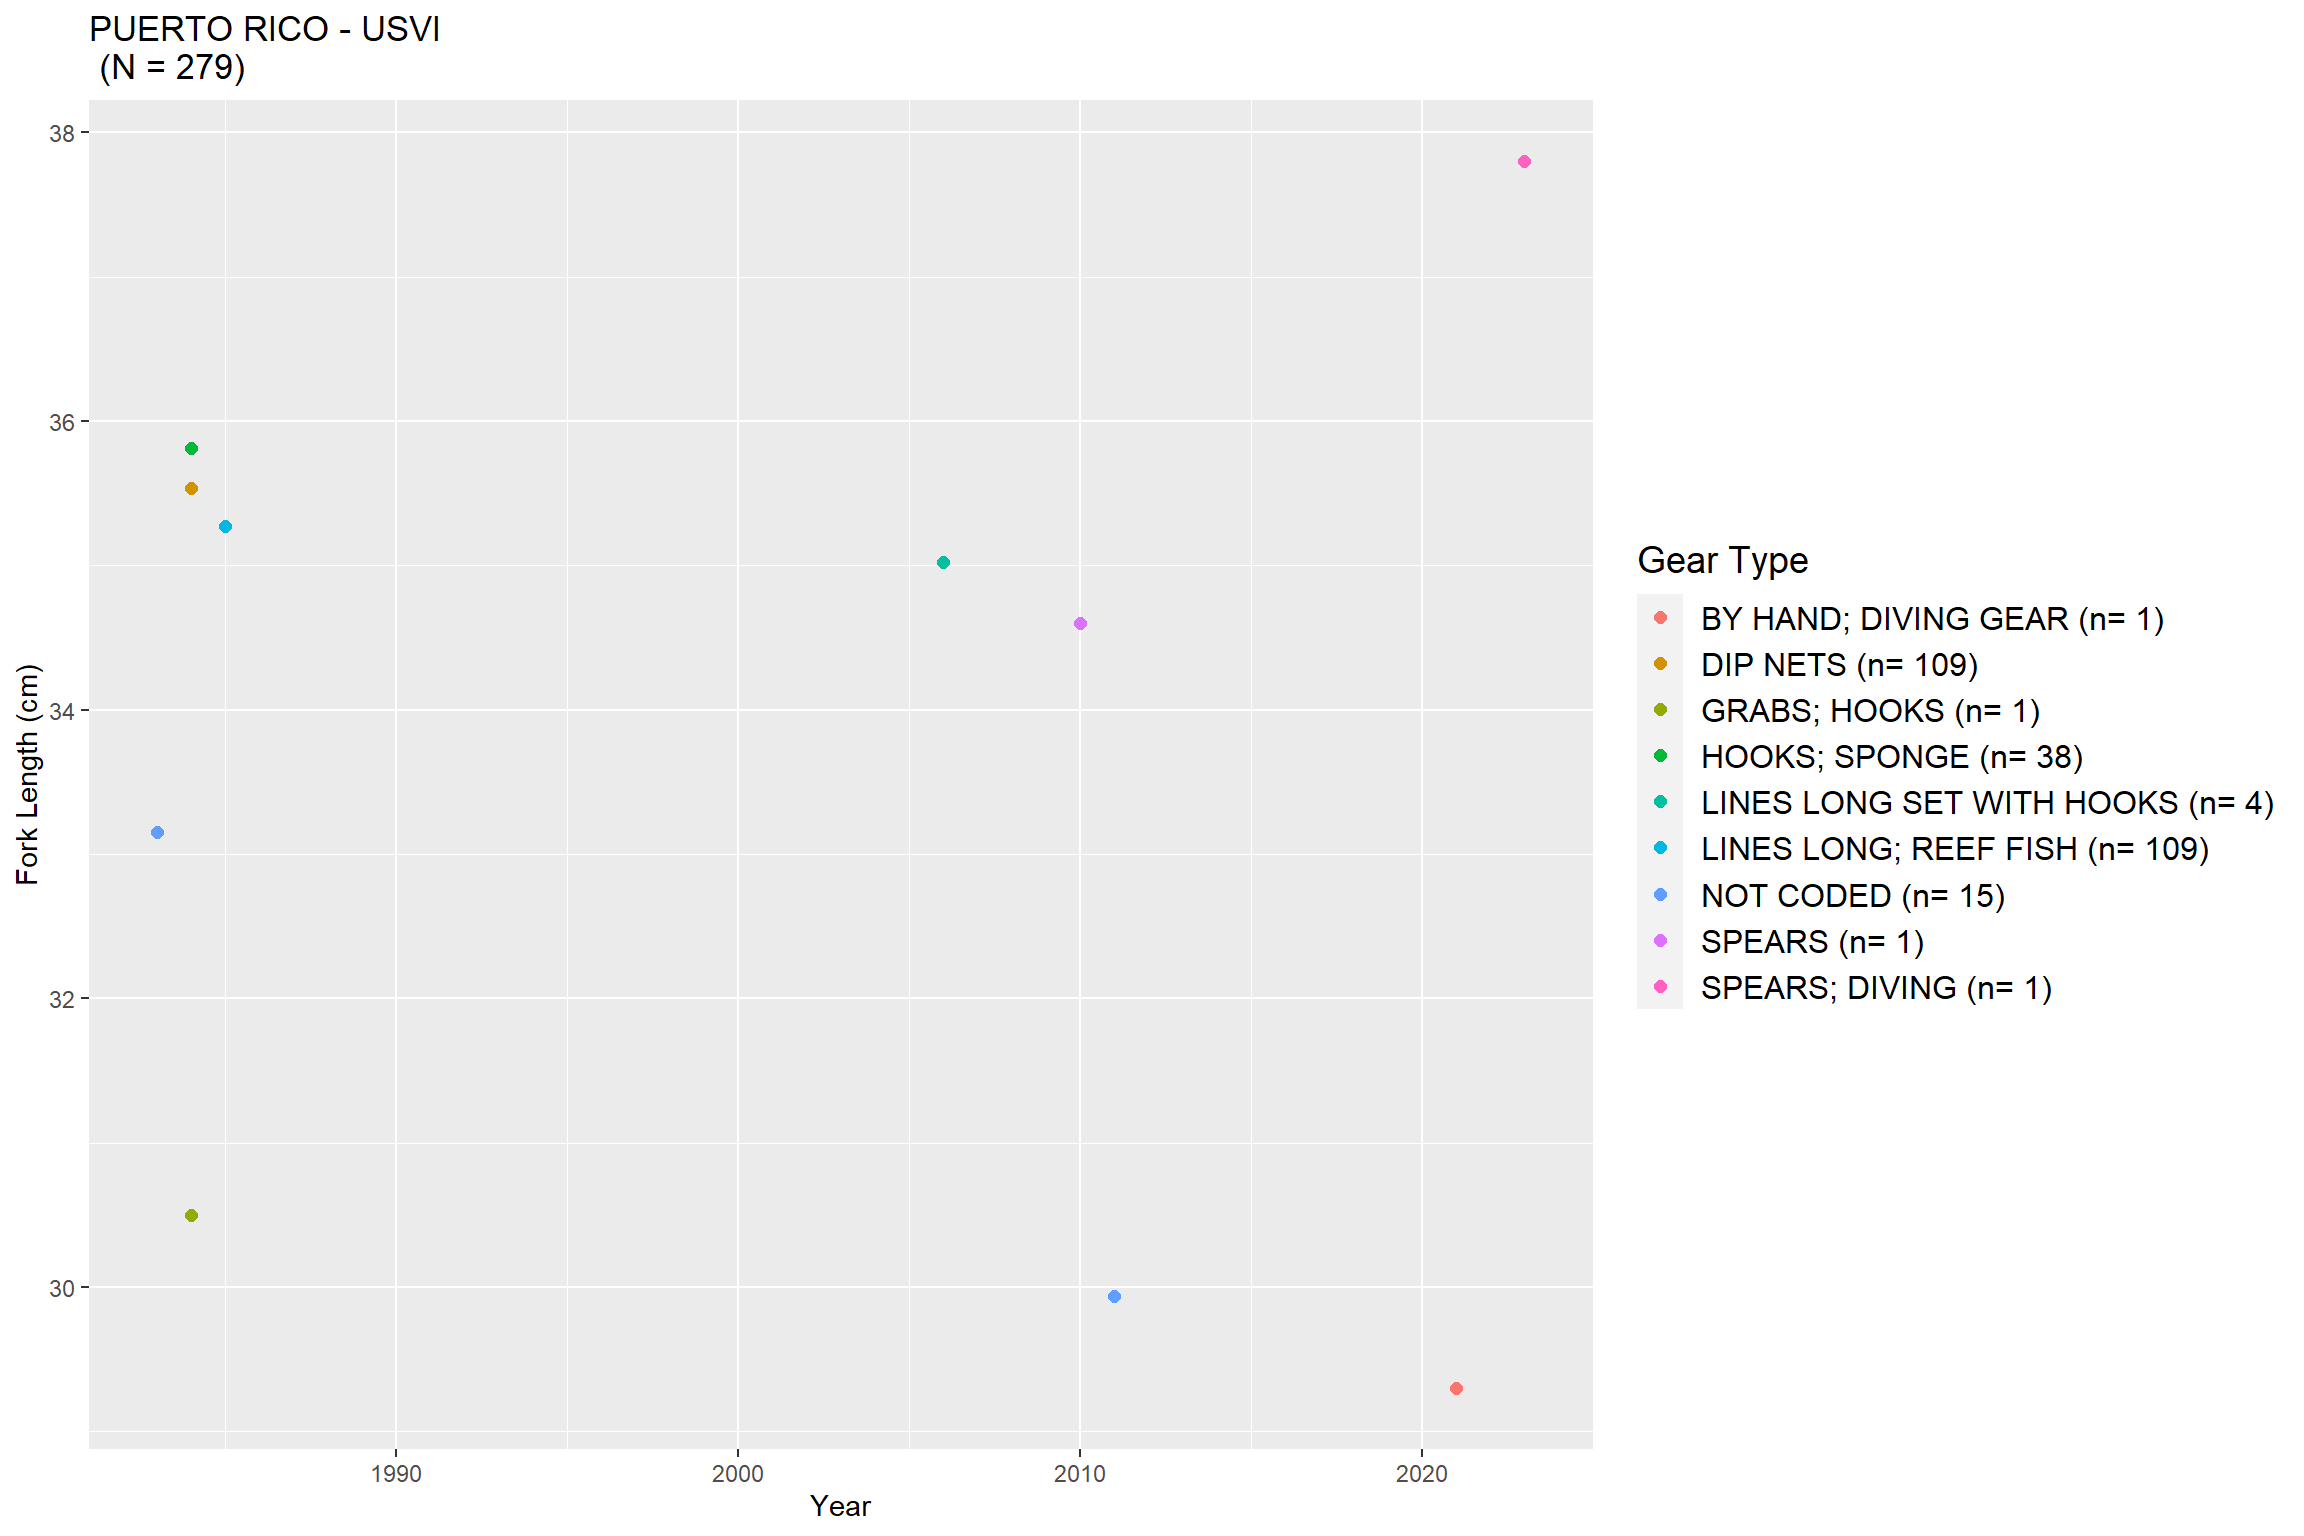 PUERTO RICO - USVI
(N = 279)
38
36
34
32
30
Fork Length (cm)
1990
2000
2010
2020
Year
Gear Type
BY HAND; DIVING GEAR (n= 1)
DIP NETS (n= 109)
GRABS; HOOKS (n= 1)
HOOKS; SPONGE (n= 38)
LINES LONG SET WITH HOOKS (n= 4)
LINES LONG; REEF FISH (n= 109)
NOT CODED (n= 15)
SPEARS (n= 1)
SPEARS; DIVING (n= 1)